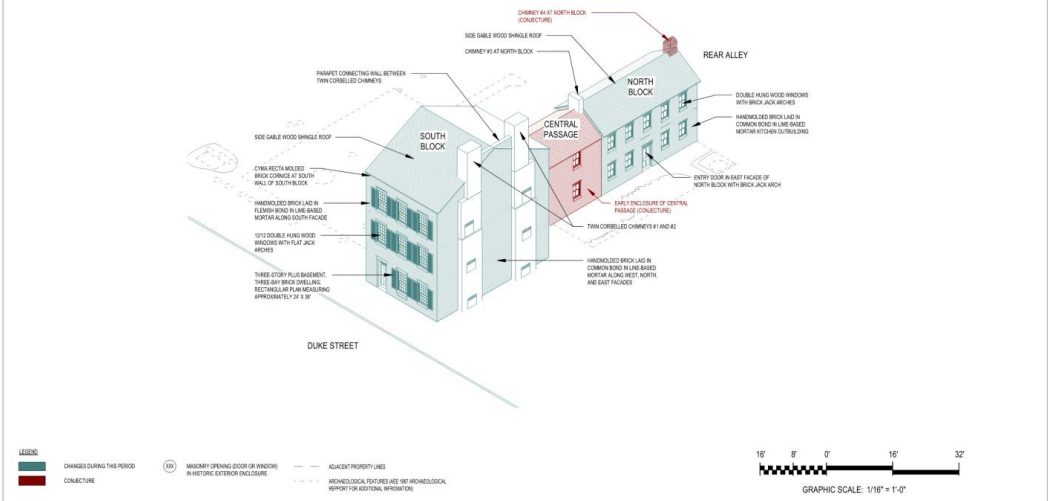 CHIMNEY #4 AT NORTH BLOCK
(CONJECTURE)
SIDE GABLE WOOD SHINGLE ROOF
CHIMNEY #3 AT NORTH BLOCK
REAR ALLEY
PARAPET CONNECTING WALL BETWEEN
TWIN CORBELLED CHIMNEYS
NORTH
BLOCK
DOUBLE HUNG WOOD WINDOWS
WITH BRICK JACK ARCHES
CENTRAL
PASSAGE
HANDMOLDED BRICK LAID IN
COMMON BOND IN LIME-BASED
MORTAR KITCHEN OUTBUILDING
SIDE GABLE WOOD SHINGLE ROOF
SOUTH
BLOCK
CYMA RECTA MOLDED
BRICK CORNICE AT SOUTH
WALL OF SOUTH BLOCK
ENTRY DOOR IN EAST FACADE OF
NORTH BLOCK WITH BRICK JACK ARCH
HANDMOLDED BRICK LAID IN
FLEMISH BOND IN LIME-BASED
MORTAR ALONG SOUTH FACADE
EARLY ENCLOSURE OF CENTRAL
PASSAGE (CONJECTURE)
TWIN CORBELLED CHIMNEYS #1 AND #2
12/12 DOUBLE HUNG WOOD
WINDOWS WITH FLAT JACK
ARCHES
HANDMOLDED BRICK LAID IN
COMMON BOND IN LINE-BASED
MORTAR ALONG WEST, NORTH,
AND EAST FACADES
THREE-STORY PLUS BASEMENT,
THREE-BAY BRICK DWELLING,
RECTANGULAR PLAN MEASURING
APPROXIMATELY 24' X 38'
DUKE STREET
LEGEND
CHANGES DURING THIS PERIOD
CONJECTURE
XXX
MASONRY OPENING (DOOR OR WINDOW)
IN HISTORIC EXTERIOR ENCLOSURE
ADJACENT PROPERTY LINES
ARCHAEOLOGICAL FEATURES (AEE 1987 ARCHAEOLOGICAL
REPPORT FOR ADDITIONAL INFROMATION)
16' 8' 0' 16' 32'
GRAPHIC SCALE: 1/16" = 1'-0"